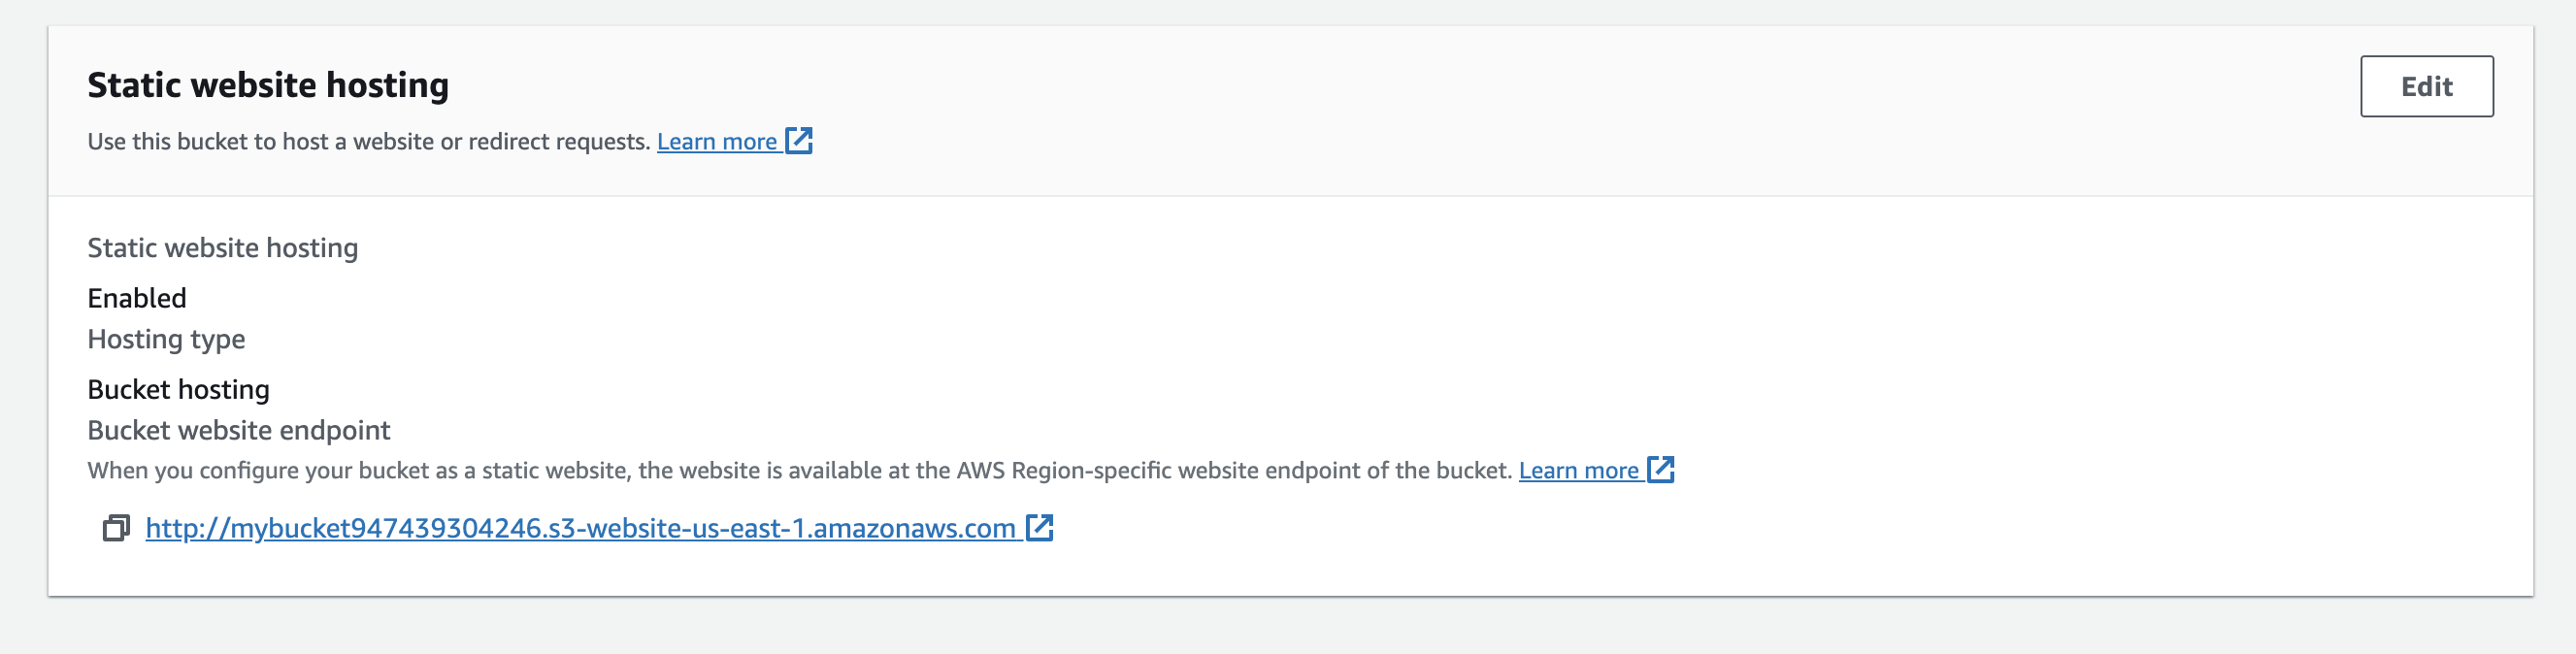 Static website hosting
Edit
Use this bucket to host a website or redirect requests. Learn more
Static website hosting
Enabled
Hosting type
Bucket hosting
Bucket website endpoint
When you configure your bucket as a static website, the website is available at the AWS Region-specific website endpoint of the bucket. Learn more
http://mybucket947439304246.s3-website-us-east-1.amazonaws.com